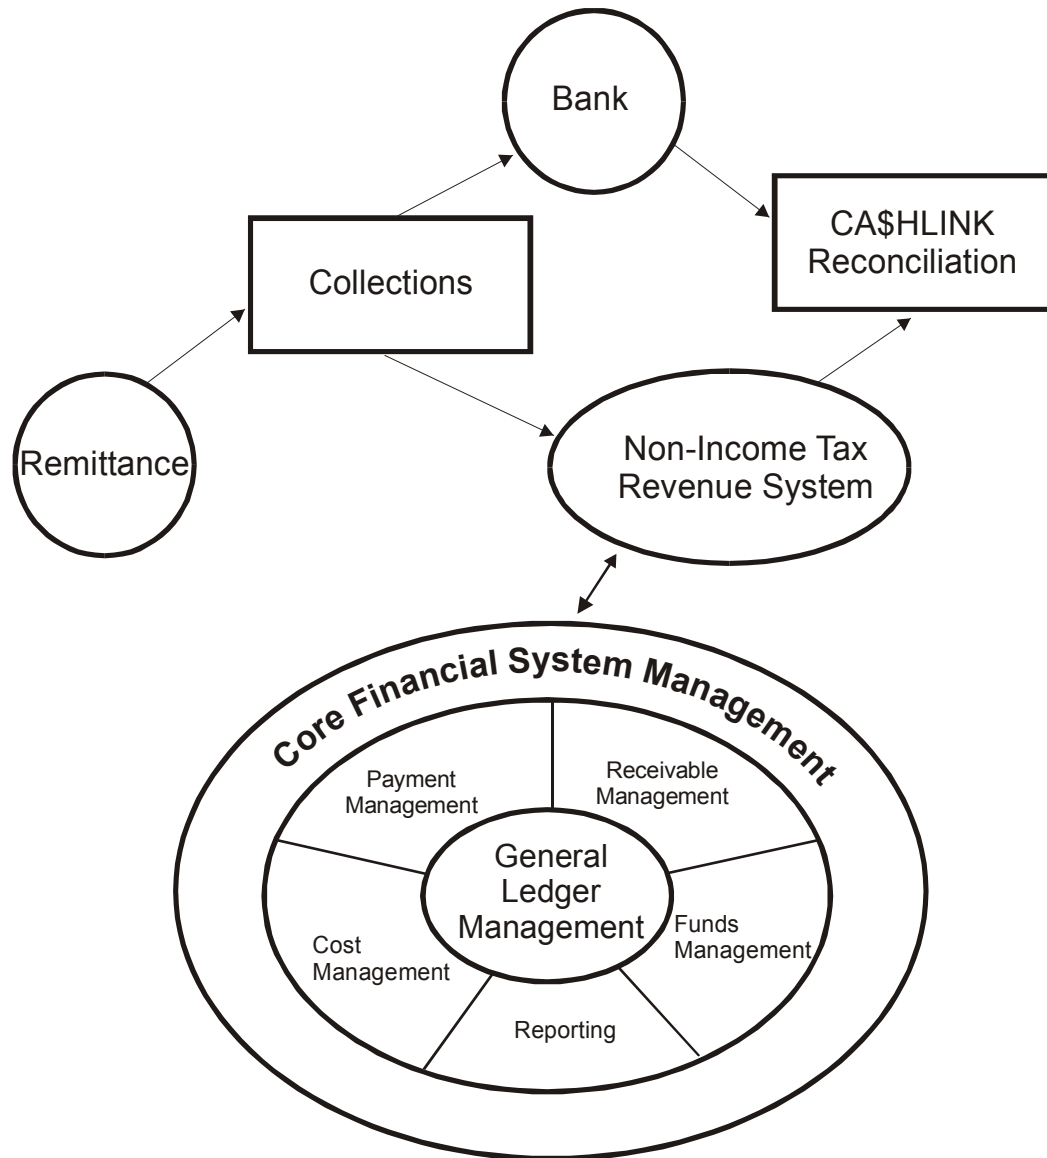 Bank
CA$HLINK
Reconciliation
Collections
Remittance
Non-Income Tax
Revenue System
Core Financial System Management
Payment
Management
Receivable
Management
General
Ledger
Management
Cost
Management
Funds
Management
Reporting